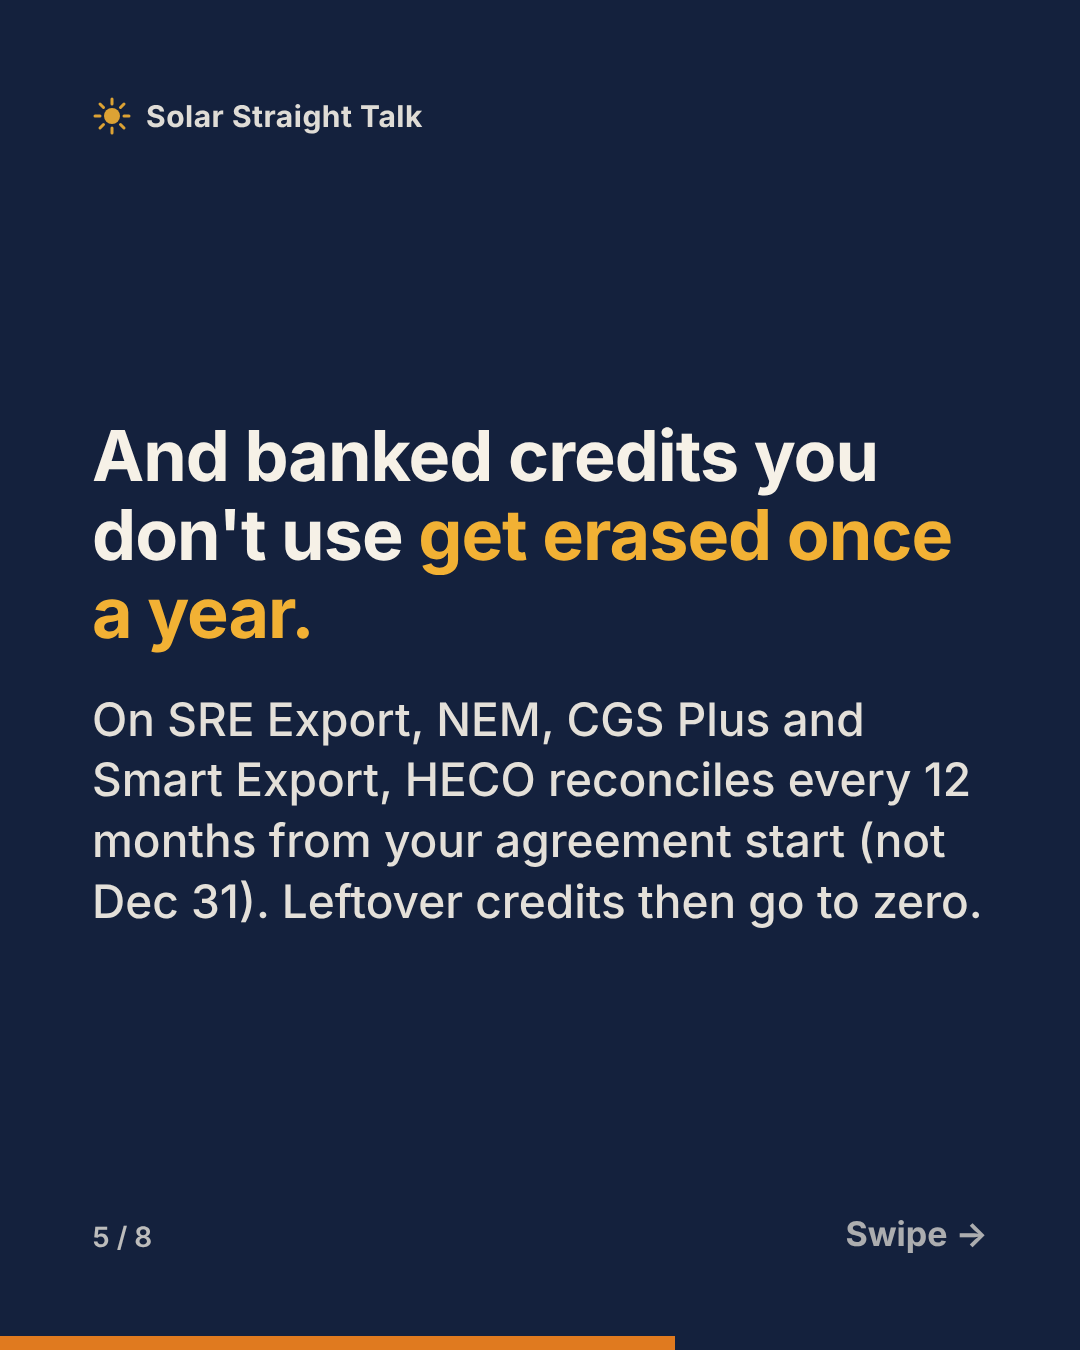 Solar Straight Talk
And banked credits you
don't use get erased once
a year.
On SRE Export, NEM, CGS Plus and
Smart Export, HECO reconciles every 12
months from your agreement start (not
Dec 31). Leftover credits then go to zero.
5 / 8
Swipe →